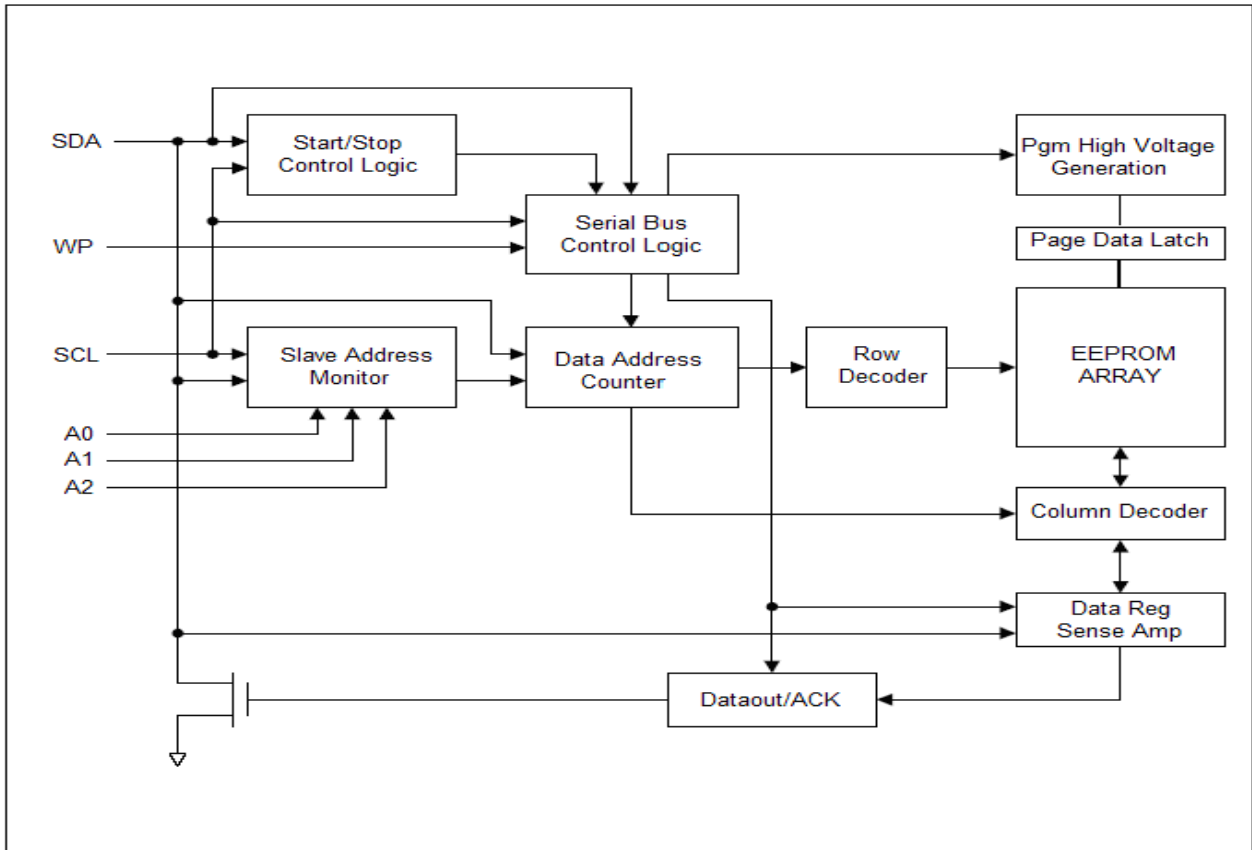 SDA
Start/Stop
Control Logic
Pgm High Voltage
Generation
WP
Serial Bus
Control Logic
Page Data Latch
SCL
Slave Address
Monitor
Data Address
Counter
Row
Decoder
EEPROM
ARRAY
A0
A1
A2
Column Decoder
Data Reg
Sense Amp
Dataout/ACK